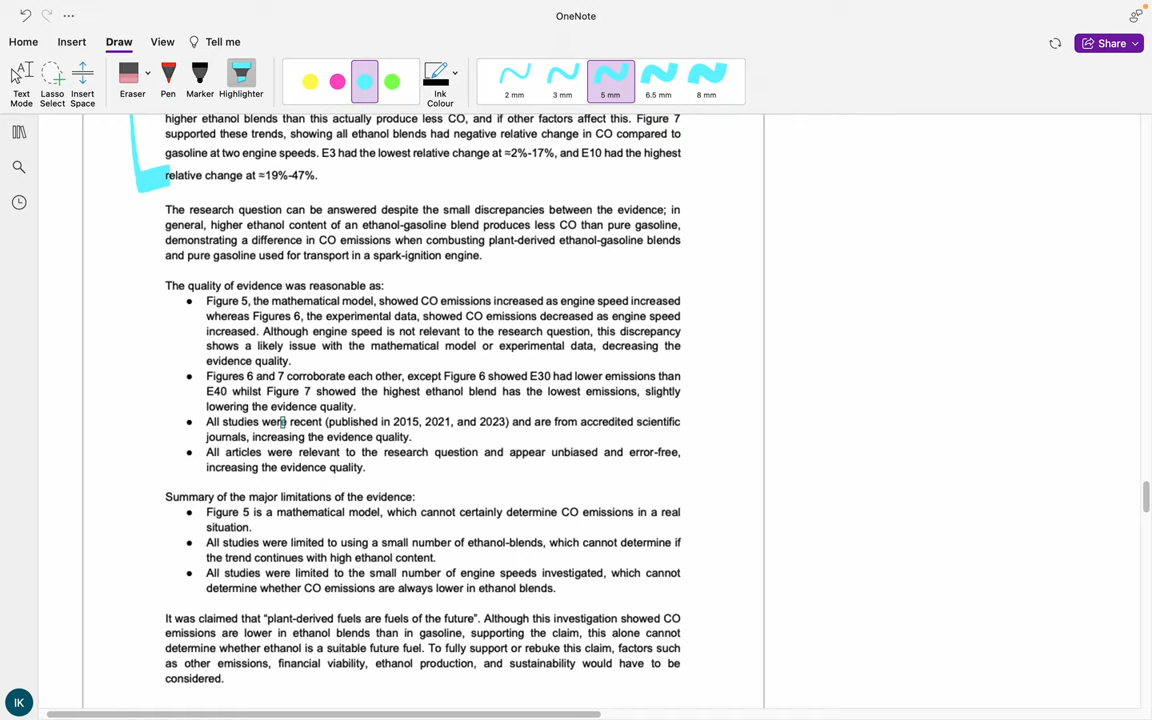 OneNote
Home Insert Draw View Tell me
Share
Text Mode
Lasso Select
Insert Space
Eraser
Pen
Marker
Highlighter
Ink Colour
2 mm
3 mm
5 mm
6.5 mm
8 mm
higher ethanol blends than this actually produce less CO, and if other factors affect this. Figure 7
supported these trends, showing all ethanol blends had negative relative change in CO compared to
gasoline at two engine speeds. E3 had the lowest relative change at ≈2%-17%, and E10 had the highest
relative change at ≈19%-47%.
The research question can be answered despite the small discrepancies between the evidence; in
general, higher ethanol content of an ethanol-gasoline blend produces less CO than pure gasoline,
demonstrating a difference in CO emissions when combusting plant-derived ethanol-gasoline blends
and pure gasoline used for transport in a spark-ignition engine.
The quality of evidence was reasonable as:
● Figure 5, the mathematical model, showed CO emissions increased as engine speed increased
whereas Figures 6, the experimental data, showed CO emissions decreased as engine speed
increased. Although engine speed is not relevant to the research question, this discrepancy
shows a likely issue with the mathematical model or experimental data, decreasing the
evidence quality.
● Figures 6 and 7 corroborate each other, except Figure 6 showed E30 had lower emissions than
E40 whilst Figure 7 showed the highest ethanol blend has the lowest emissions, slightly
lowering the evidence quality.
● All studies were recent (published in 2015, 2021, and 2023) and are from accredited scientific
journals, increasing the evidence quality.
● All articles were relevant to the research question and appear unbiased and error-free,
increasing the evidence quality.
Summary of the major limitations of the evidence:
● Figure 5 is a mathematical model, which cannot certainly determine CO emissions in a real
situation.
● All studies were limited to using a small number of ethanol-blends, which cannot determine if
the trend continues with high ethanol content.
● All studies were limited to the small number of engine speeds investigated, which cannot
determine whether CO emissions are always lower in ethanol blends.
It was claimed that “plant-derived fuels are fuels of the future”. Although this investigation showed CO
emissions are lower in ethanol blends than in gasoline, supporting the claim, this alone cannot
determine whether ethanol is a suitable future fuel. To fully support or rebuke this claim, factors such
as other emissions, financial viability, ethanol production, and sustainability would have to be
considered.
IK